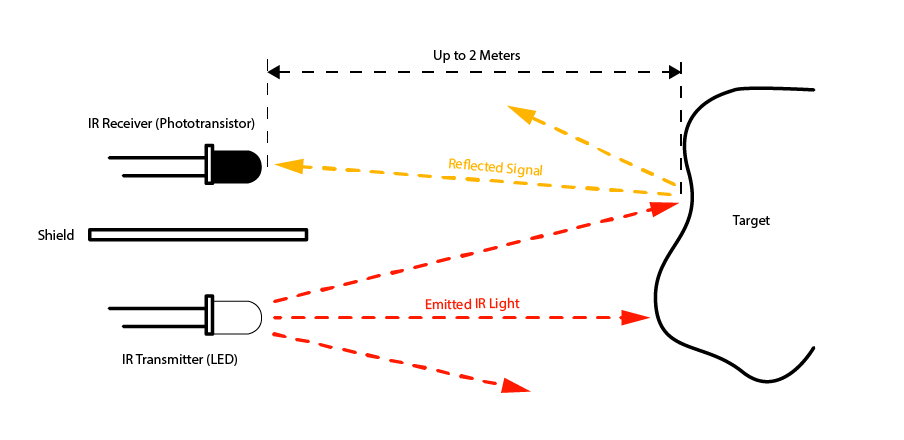 Up to 2 Meters
IR Receiver (Phototransistor)
Reflected Signal
Target
Shield
Emitted IR Light
IR Transmitter (LED)